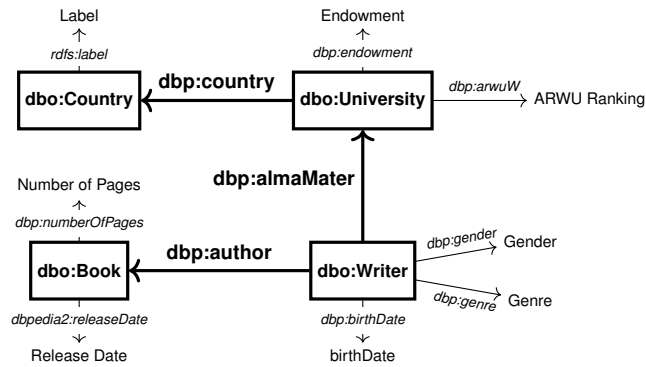 Label
Endowment
rdfs:label
dbp:endowment
dbo:Country
dbp:country
dbo:University
dbp:arwuW
ARWU Ranking
dbp:almaMater
Number of Pages
dbp:numberOfPages
dbo:Book
dbp:author
dbo:Writer
dbp:gender
Gender
dbp:genre
Genre
dbpedia2:releaseDate
dbp:birthDate
Release Date
birthDate